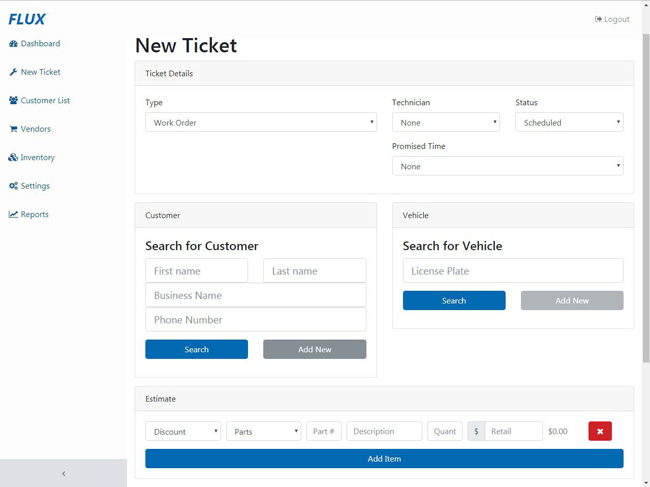 FLUX
Logout
Dashboard
New Ticket
Customer List
Vendors
Inventory
Settings
Reports
New Ticket
Ticket Details
Type Technician Status
Work Order None Scheduled
Promised Time
None
Customer
Search for Customer
First name Last name
Business Name
Phone Number
Search Add New
Vehicle
Search for Vehicle
License Plate
Search Add New
Estimate
Discount Parts Part # Description Quant $ Retail $0.00
Add Item